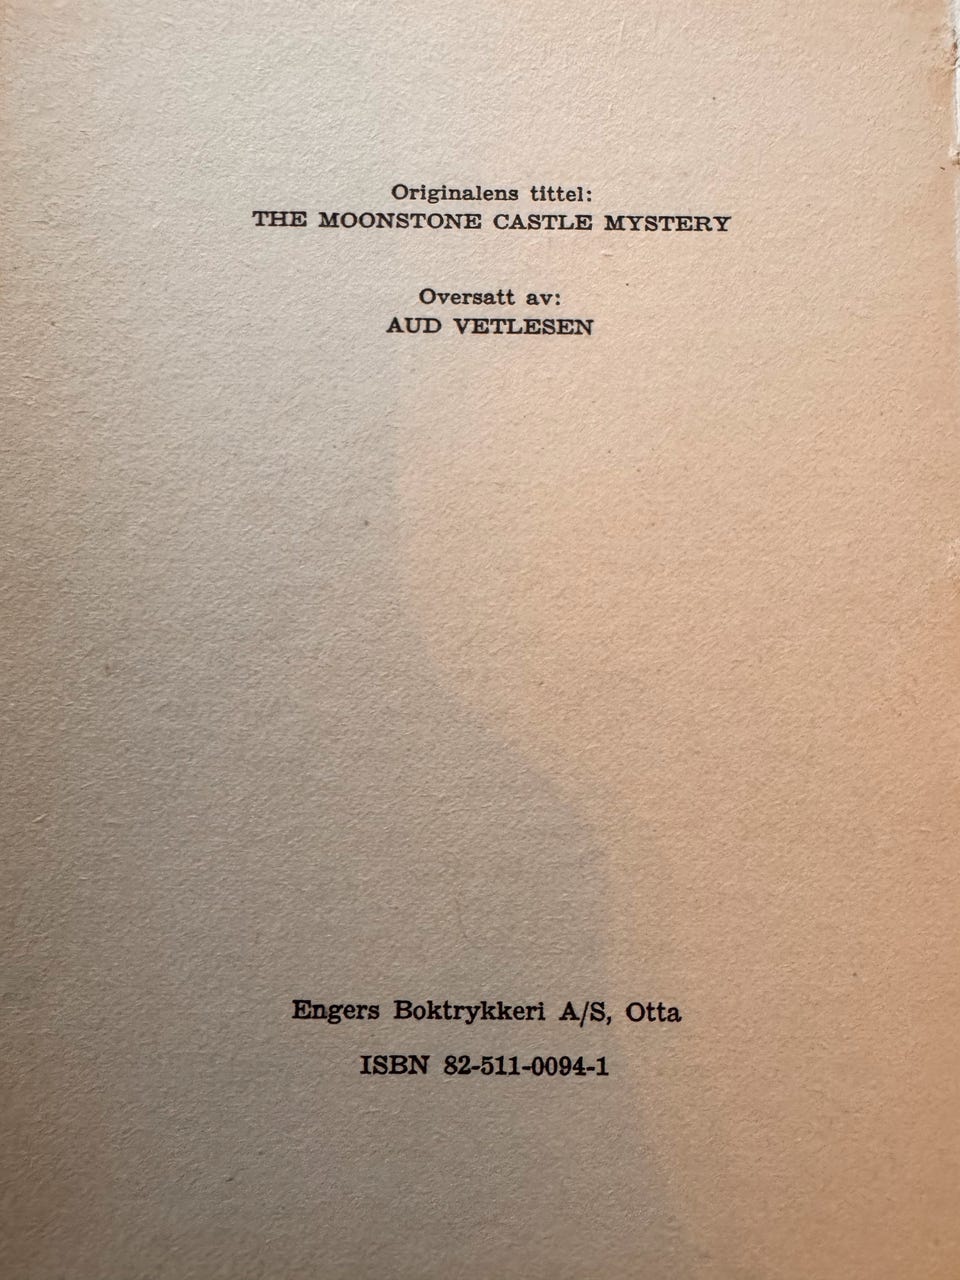 Originalens tittel:
THE MOONSTONE CASTLE MYSTERY
Oversatt av:
AUD VETLESEN
Engers Boktrykkeri A/S, Otta
ISBN 82-511-0094-1